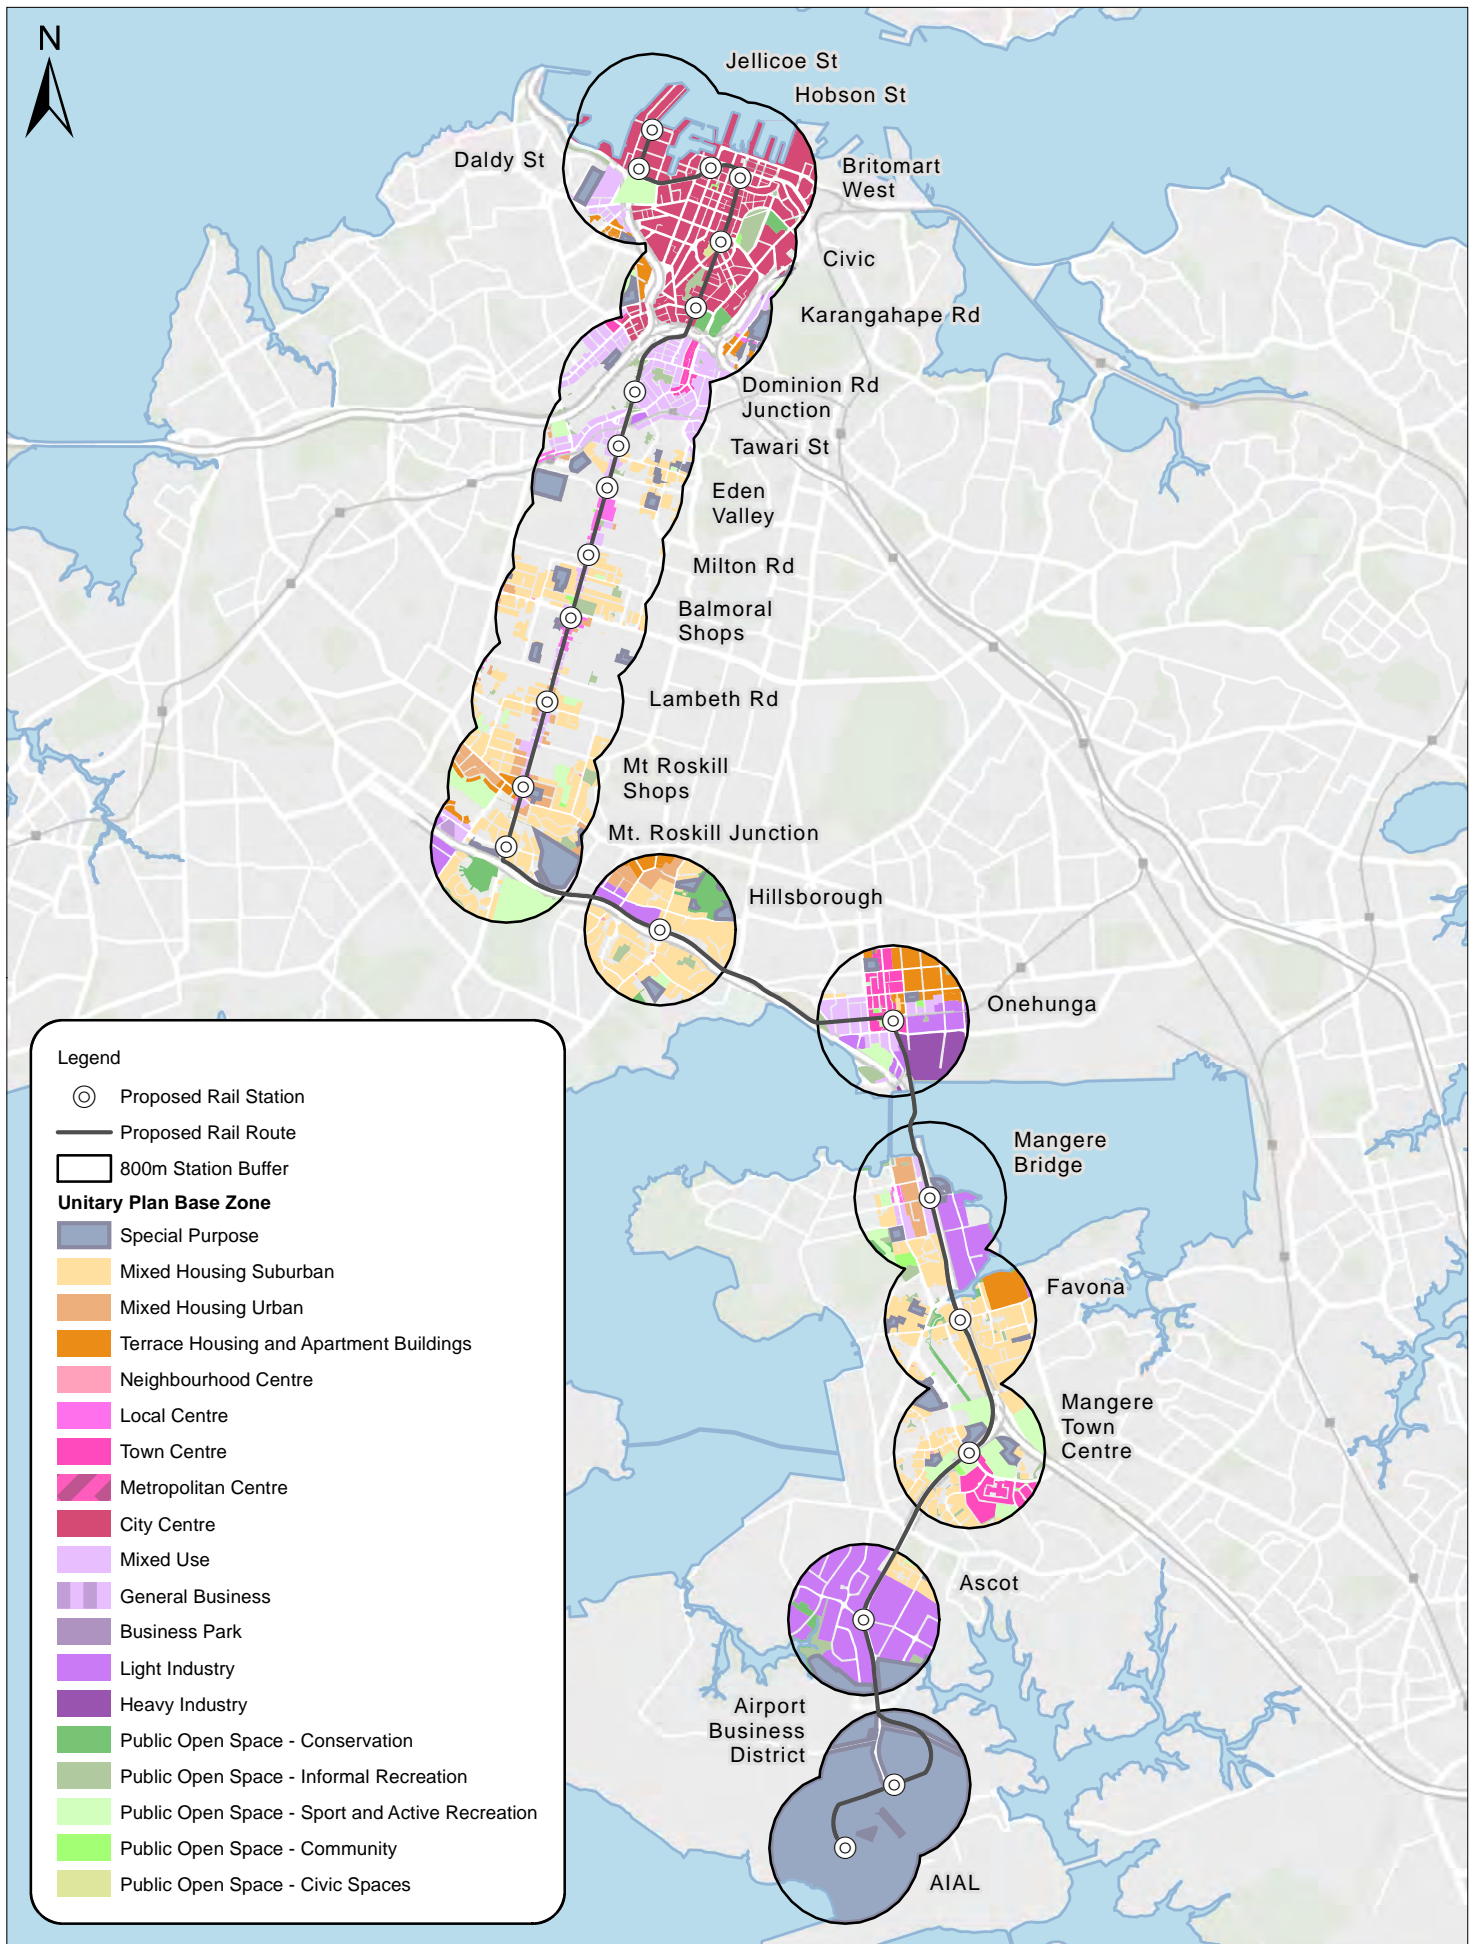 N
Jellicoe St
Hobson St
Daldy St
Britomart
West
Civic
Karangahape Rd
Dominion Rd
Junction
Tawari St
Eden
Valley
Milton Rd
Balmoral
Shops
Lambeth Rd
Mt Roskill
Shops
Mt. Roskill Junction
Hillsborough
Onehunga
Mangere
Bridge
Favona
Mangere
Town
Centre
Ascot
Airport
Business
District
AIAL
Legend
Proposed Rail Station
Proposed Rail Route
800m Station Buffer
Unitary Plan Base Zone
Special Purpose
Mixed Housing Suburban
Mixed Housing Urban
Terrace Housing and Apartment Buildings
Neighbourhood Centre
Local Centre
Town Centre
Metropolitan Centre
City Centre
Mixed Use
General Business
Business Park
Light Industry
Heavy Industry
Public Open Space - Conservation
Public Open Space - Informal Recreation
Public Open Space - Sport and Active Recreation
Public Open Space - Community
Public Open Space - Civic Spaces